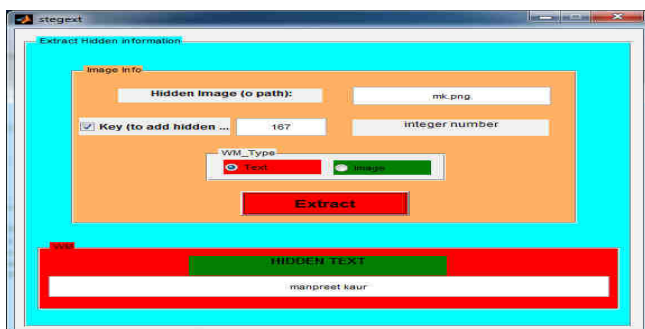 stegext
Extract Hidden information
Image Info
Hidden Image (o path):
mk.png.
Key (to add hidden ...
167
integer number
WM_Type
Text
Image
Extract
WM
HIDDEN TEXT
manpreet kaur